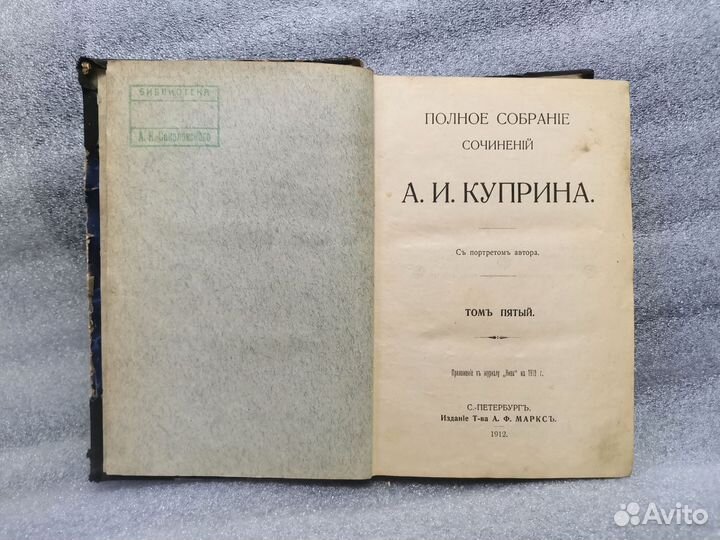 БИБЛИОТЕКА
А. К.
ПОЛНОЕ СОБРАНІЕ
СОЧИНЕНІЙ
А. И. КУПРИНА.
Съ портретомъ автора.
ТОМЪ ПЯТЫЙ.
Приложеніе къ журналу „Нива“ на 1912 г.
С.-ПЕТЕРБУРГЪ.
Изданіе Т-ва А. Ф. МАРКСЪ.
1912.
Avito